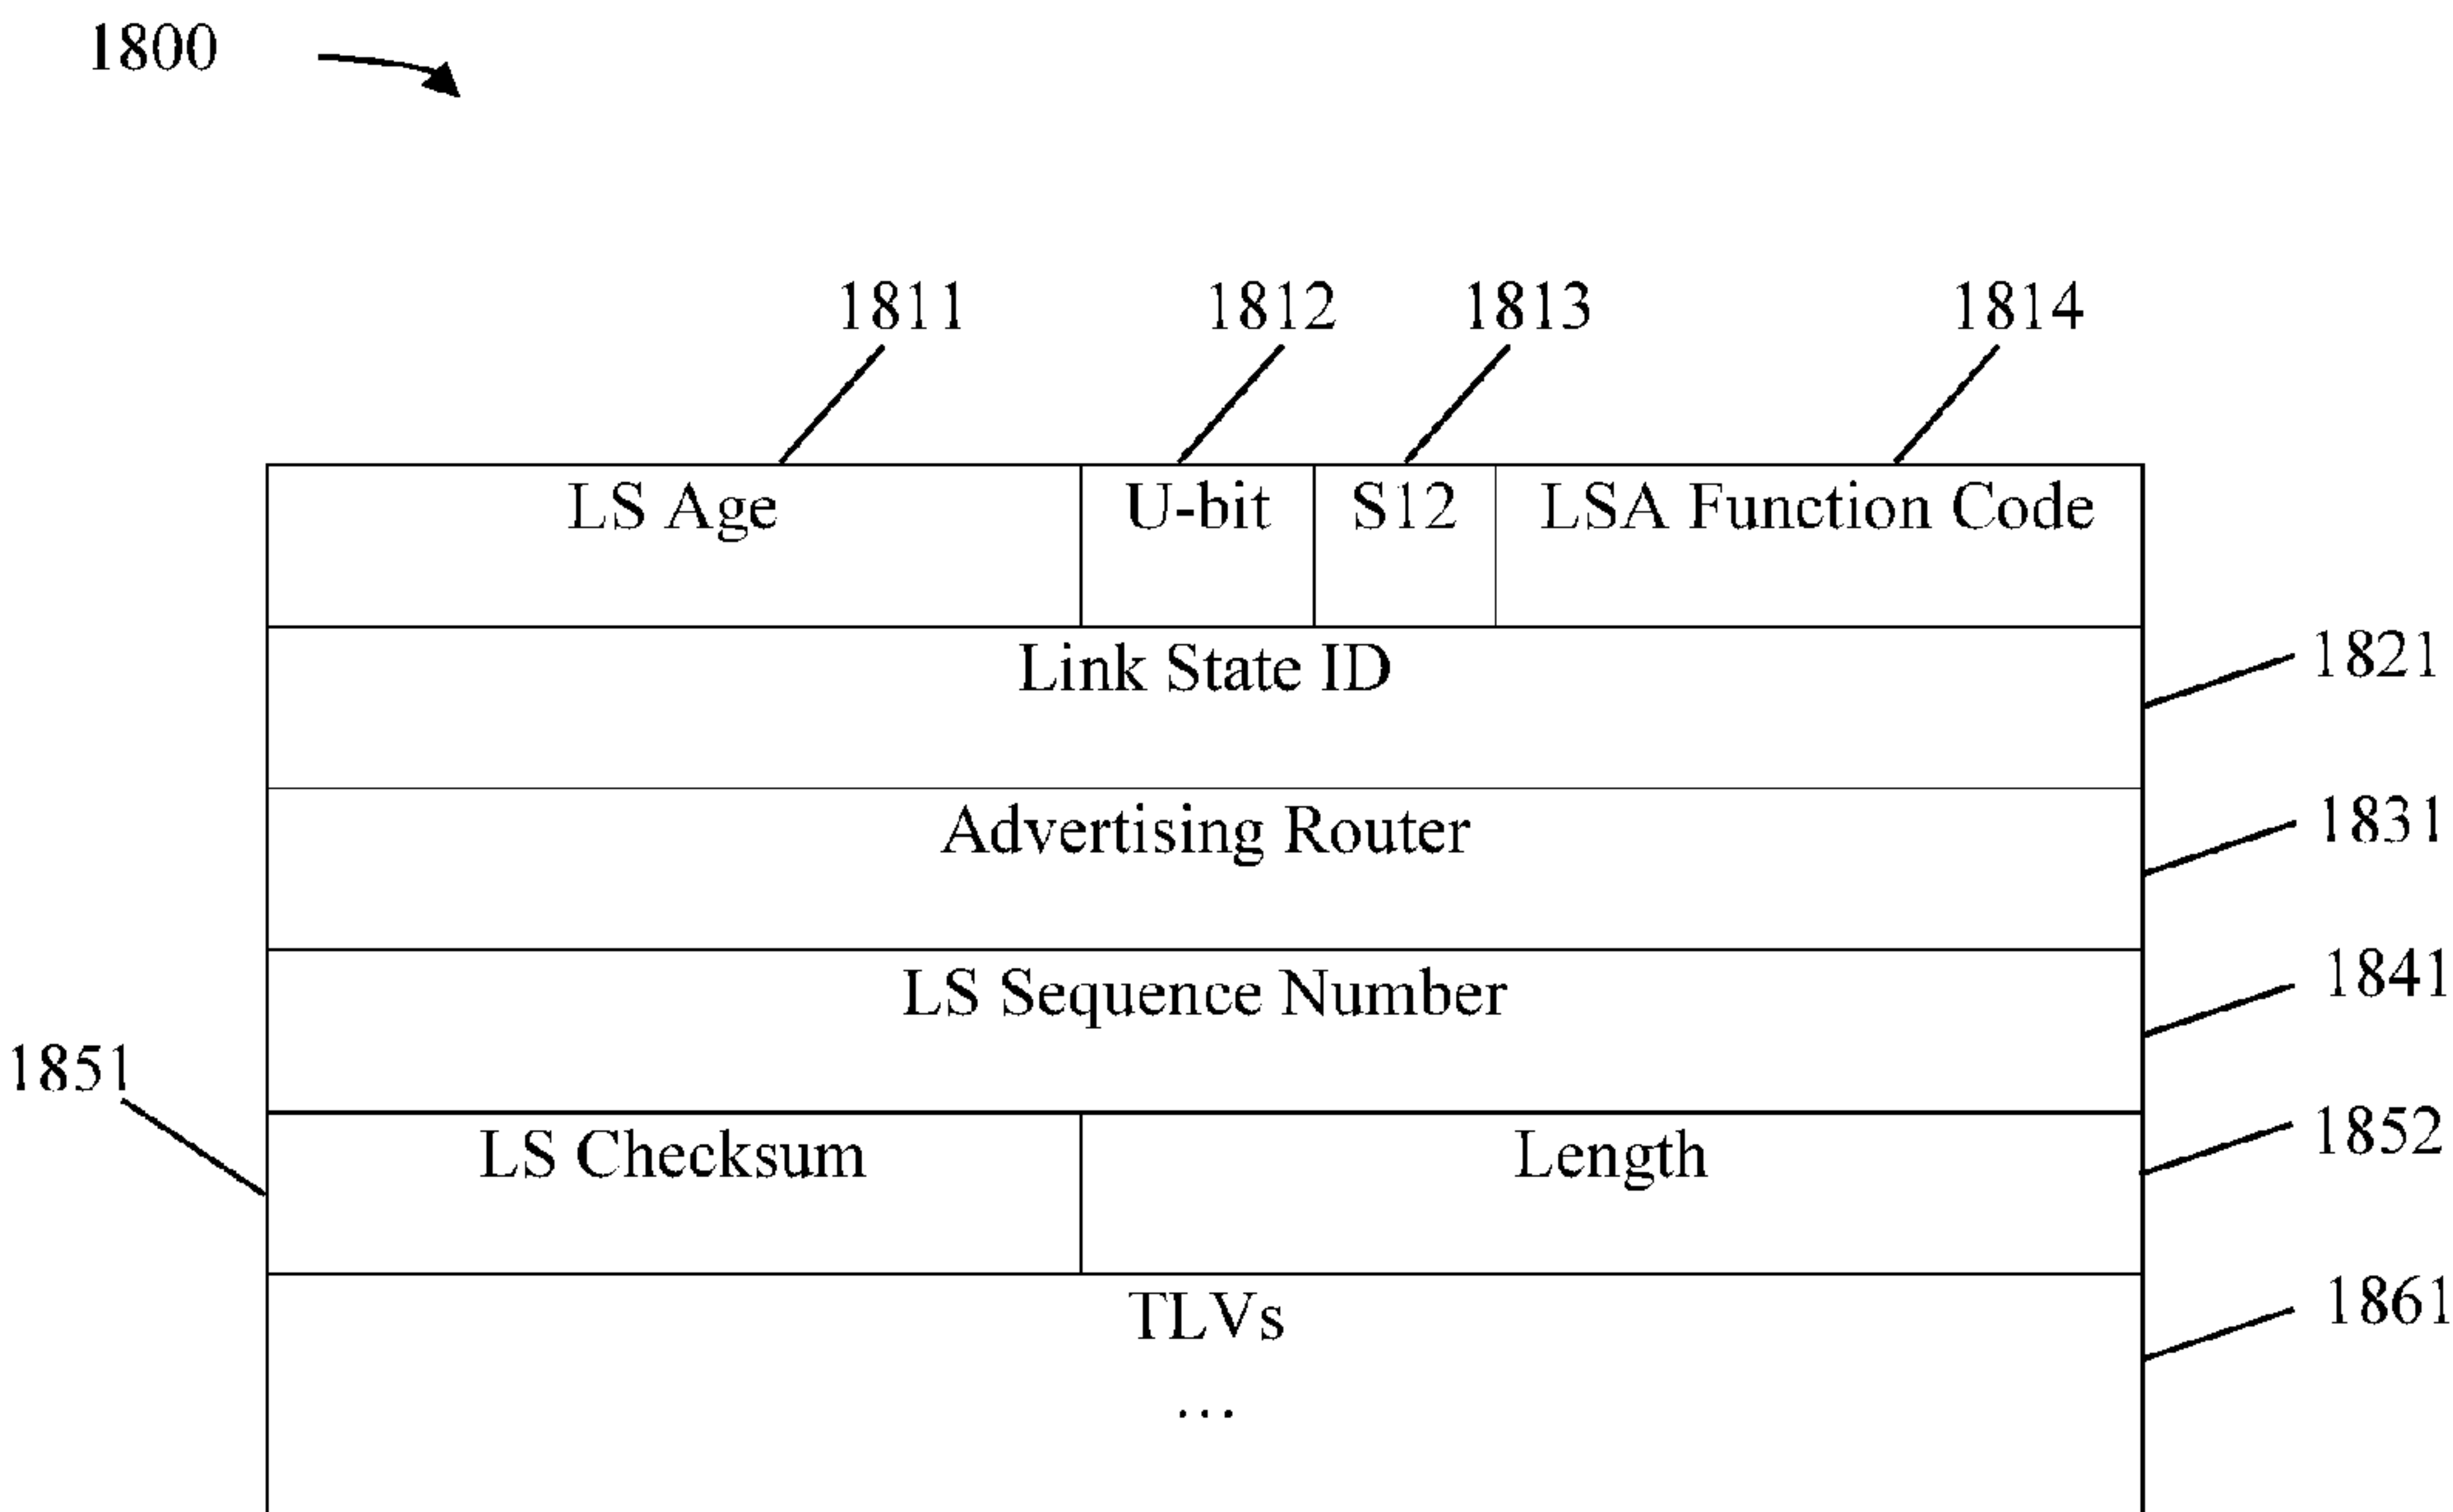 1800
1811 1812 1813 1814
LS Age U-bit S12 LSA Function Code
Link State ID 1821
Advertising Router 1831
LS Sequence Number 1841
1851
LS Checksum Length 1852
TLVs 1861
...